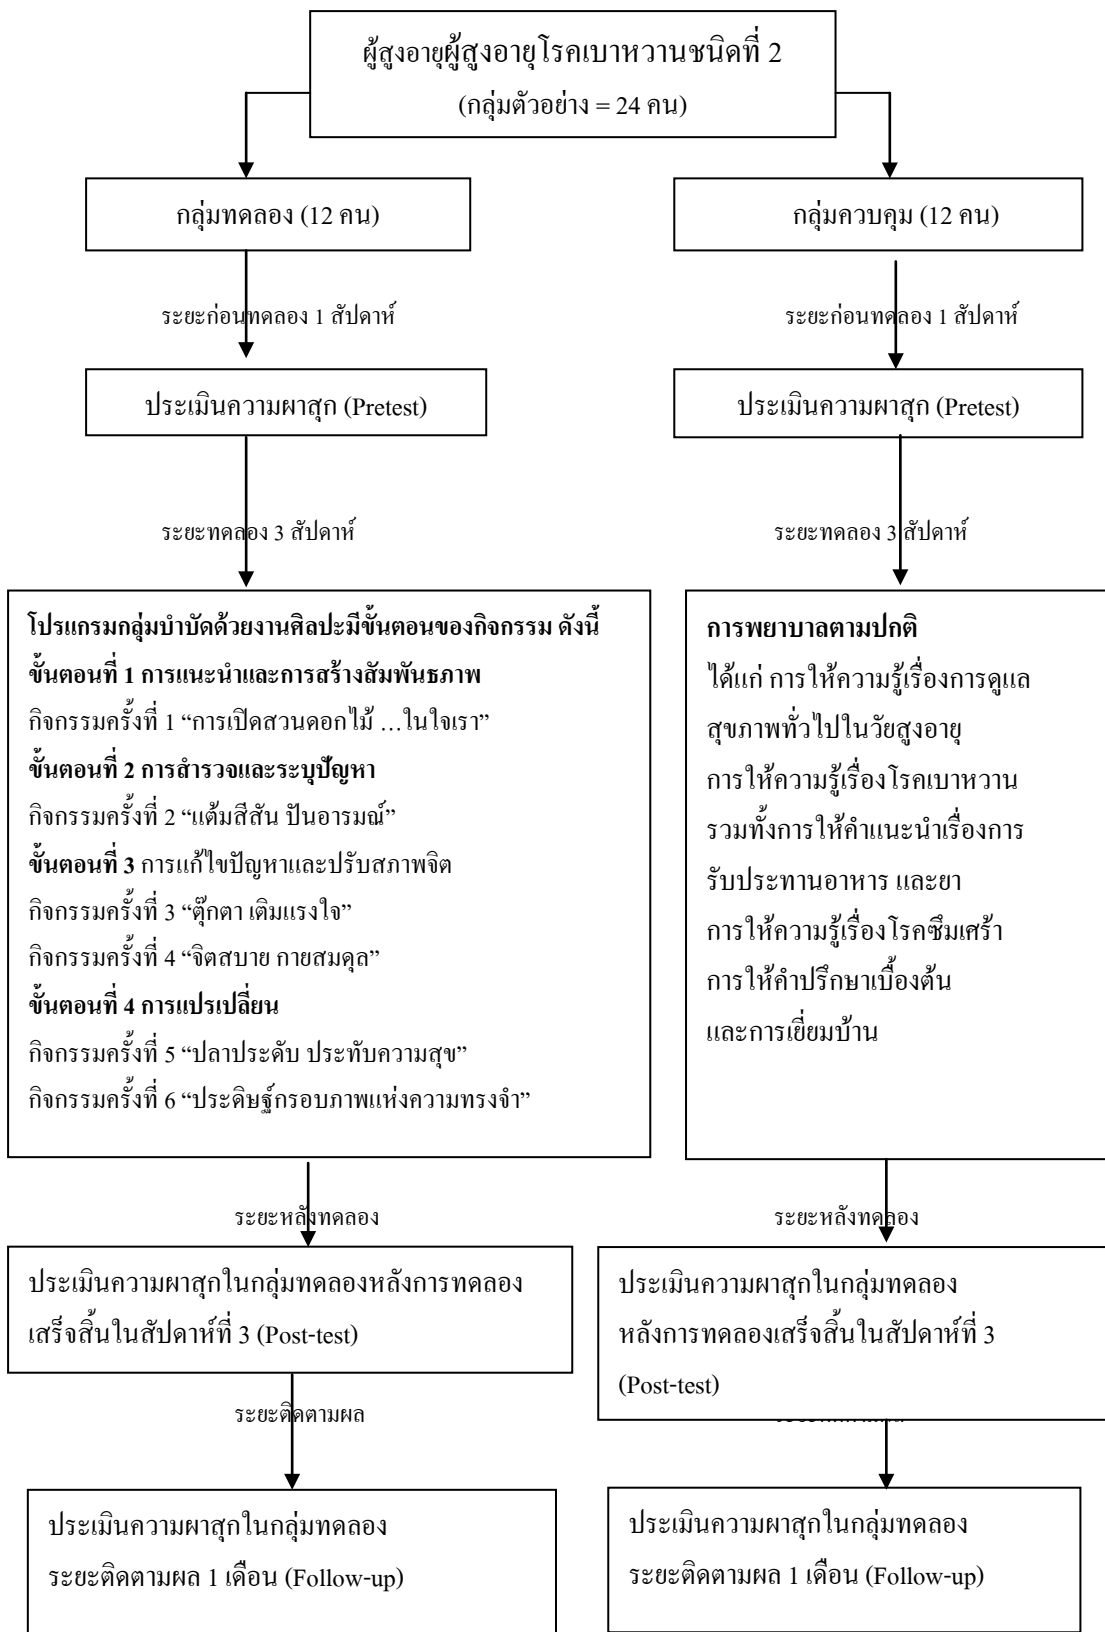 ผู้สูงอายุผู้สูงอายุโรคเบาหวานชนิดที่ 2
(กลุ่มตัวอย่าง = 24 คน)
กลุ่มทดลอง (12 คน)
กลุ่มควบคุม (12 คน)
ระยะก่อนทดลอง 1 สัปดาห์
ระยะก่อนทดลอง 1 สัปดาห์
ประเมินความผาสุก (Pretest)
ประเมินความผาสุก (Pretest)
ระยะทดลอง 3 สัปดาห์
ระยะทดลอง 3 สัปดาห์
โปรแกรมกลุ่มบำบัดด้วยงานศิลปะมีขั้นตอนของกิจกรรม ดังนี้
ขั้นตอนที่ 1 การแนะนำและการสร้างสัมพันธภาพ
กิจกรรมครั้งที่ 1 “การเปิดสวนดอกไม้ ...ในใจเรา”
ขั้นตอนที่ 2 การสำรวจและระบุปัญหา
กิจกรรมครั้งที่ 2 “แต้มสีสัน ปันอารมณ์”
ขั้นตอนที่ 3 การแก้ไขปัญหาและปรับสภาพจิต
กิจกรรมครั้งที่ 3 “ตุ๊กตา เติมแรงใจ”
กิจกรรมครั้งที่ 4 “จิตสบาย กายสมดุล”
ขั้นตอนที่ 4 การแปรเปลี่ยน
กิจกรรมครั้งที่ 5 “ปลาประดับ ประทับความสุข”
กิจกรรมครั้งที่ 6 “ประดิษฐ์กรอบภาพแห่งความทรงจำ”
การพยาบาลตามปกติ
ได้แก่ การให้ความรู้เรื่องการดูแล
สุขภาพทั่วไปในวัยสูงอายุ
การให้ความรู้เรื่องโรคเบาหวาน
รวมทั้งการให้คำแนะนำเรื่องการ
รับประทานอาหาร และยา
การให้ความรู้เรื่องโรคซึมเศร้า
การให้คำปรึกษาเบื้องต้น
และการเยี่ยมบ้าน
ระยะหลังทดลอง
ระยะหลังทดลอง
ประเมินความผาสุกในกลุ่มทดลองหลังการทดลอง
เสร็จสิ้นในสัปดาห์ที่ 3 (Post-test)
ประเมินความผาสุกในกลุ่มทดลอง
หลังการทดลองเสร็จสิ้นในสัปดาห์ที่ 3
(Post-test)
ระยะติดตามผล
ประเมินความผาสุกในกลุ่มทดลอง
ระยะติดตามผล 1 เดือน (Follow-up)
ประเมินความผาสุกในกลุ่มทดลอง
ระยะติดตามผล 1 เดือน (Follow-up)